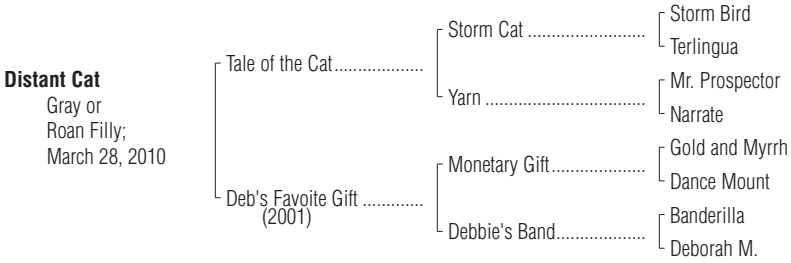 Distant Cat
Gray or
Roan Filly;
March 28, 2010
Tale of the Cat..................
Deb's Favoite Gift ............
(2001)
Storm Cat ........................
Yarn .................................
Monetary Gift...................
Debbie's Band..................
Storm Bird
Terlingua
Mr. Prospector
Narrate
Gold and Myrrh
Dance Mount
Banderilla
Deborah M.